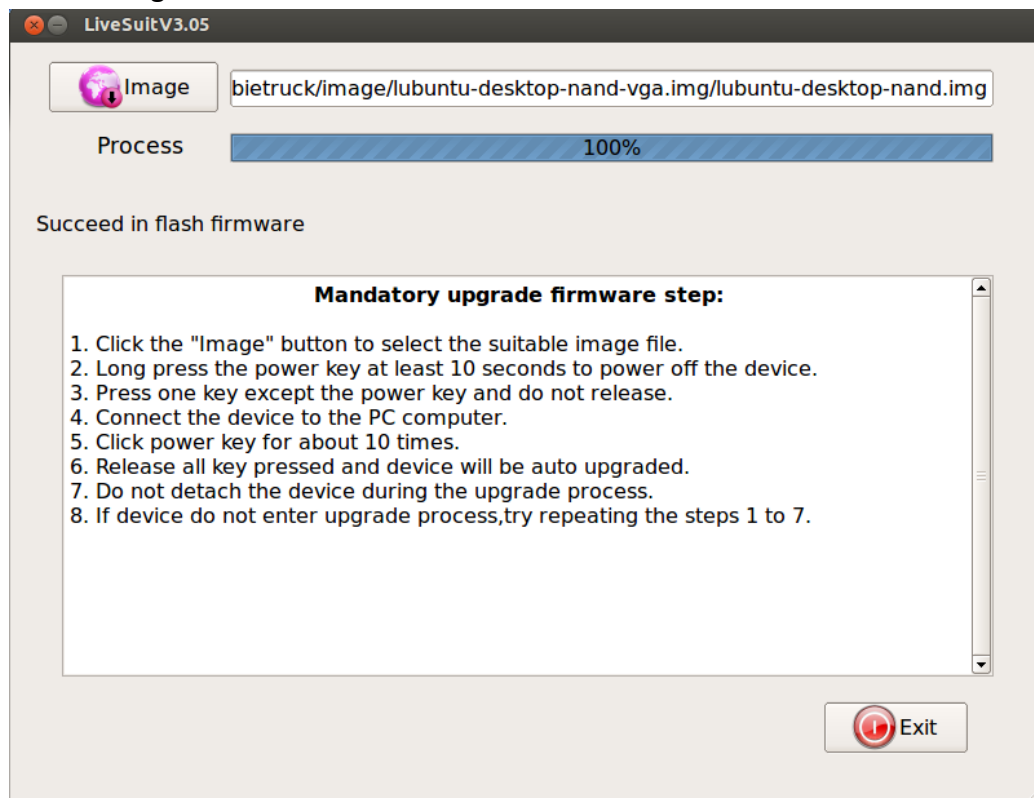 LiveSuitV3.05
Image
bietruck/image/lubuntu-desktop-nand-vga.img/lubuntu-desktop-nand.img
Process
100%
Succeed in flash firmware
Mandatory upgrade firmware step:
1. Click the "Image" button to select the suitable image file.
2. Long press the power key at least 10 seconds to power off the device.
3. Press one key except the power key and do not release.
4. Connect the device to the PC computer.
5. Click power key for about 10 times.
6. Release all key pressed and device will be auto upgraded.
7. Do not detach the device during the upgrade process.
8. If device do not enter upgrade process,try repeating the steps 1 to 7.
Exit